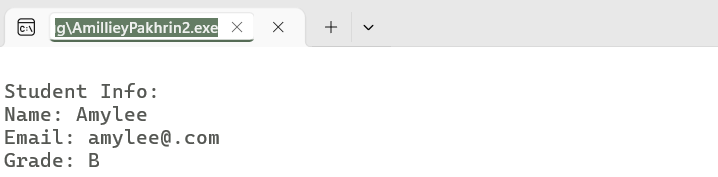 g\AmillieyPakhrin2.exe
Student Info:
Name: Amylee
Email: amylee@.com
Grade: B